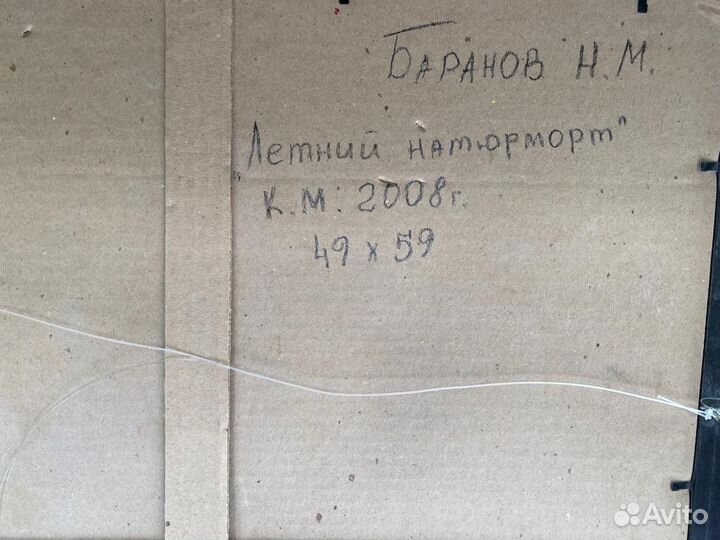 Баранов Н.М.
"Летний натюрморт"
К.М. 2008г.
49 x 59
Avito